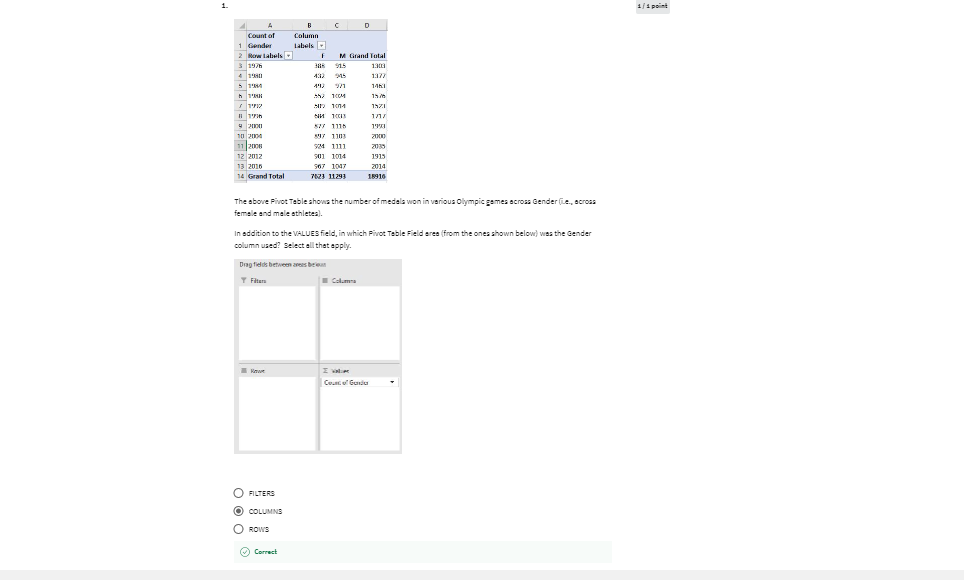 1.
1 / 1 point
A B C D
Count of Column
1 Gender Labels
2 Row Labels F M Grand Total
3 1976 388 915 1303
4 1980 432 945 1377
5 1984 492 971 1463
6 1988 552 1024 1576
7 1992 509 1014 1523
8 1996 684 1033 1717
9 2000 877 1116 1993
10 2004 897 1103 2000
11 2008 924 1111 2035
12 2012 901 1014 1915
13 2016 967 1047 2014
14 Grand Total 7623 11293 18916
The above Pivot Table shows the number of medals won in various Olympic games across Gender (i.e., across
female and male athletes).
In addition to the VALUES field, in which Pivot Table Field area (from the ones shown below) was the Gender
column used? Select all that apply.
Drag fields between areas below:
Filters Columns
Rows Σ Values
Count of Gender
FILTERS
COLUMNS
ROWS
Correct